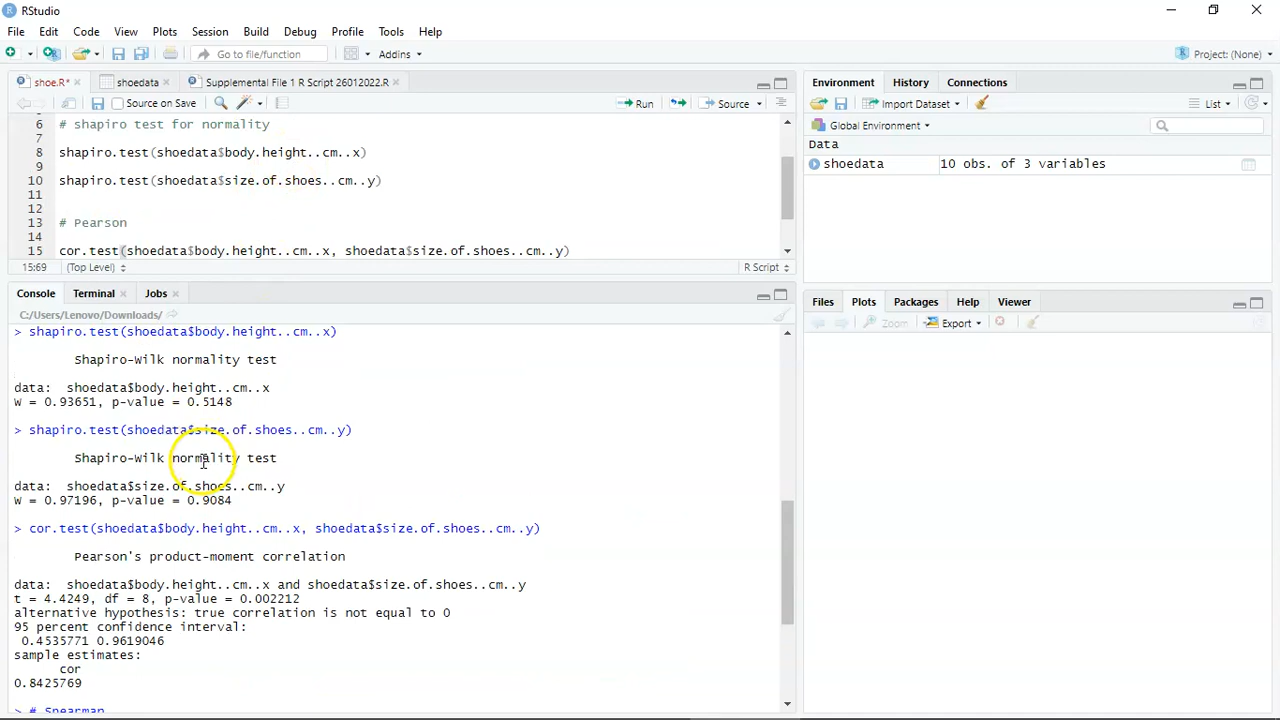 RStudio
File Edit Code View Plots Session Build Debug Profile Tools Help
Go to file/function Addins Project: (None)
shoe.R* shoedata Supplemental File 1 R Script 26012022.R
Source on Save Run Source
6 # shapiro test for normality
7
8 shapiro.test(shoedata$body.height..cm..x)
9
10 shapiro.test(shoedata$size.of.shoes..cm..y)
11
12
13 # Pearson
14
15 cor.test(shoedata$body.height..cm..x, shoedata$size.of.shoes..cm..y)
15:69 (Top Level) R Script
Console Terminal Jobs
C:/Users/Lenovo/Downloads/
> shapiro.test(shoedata$body.height..cm..x)
Shapiro-Wilk normality test
data: shoedata$body.height..cm..x
W = 0.93651, p-value = 0.5148
> shapiro.test(shoedata$size.of.shoes..cm..y)
Shapiro-Wilk normality test
data: shoedata$size.of.shoes..cm..y
W = 0.97196, p-value = 0.9084
> cor.test(shoedata$body.height..cm..x, shoedata$size.of.shoes..cm..y)
Pearson's product-moment correlation
data: shoedata$body.height..cm..x and shoedata$size.of.shoes..cm..y
t = 4.4249, df = 8, p-value = 0.002212
alternative hypothesis: true correlation is not equal to 0
95 percent confidence interval:
0.4535771 0.9619046
sample estimates:
cor
0.8425769
> # Spearman
Environment History Connections
Import Dataset List
Global Environment
Data
shoedata 10 obs. of 3 variables
Files Plots Packages Help Viewer
Zoom Export